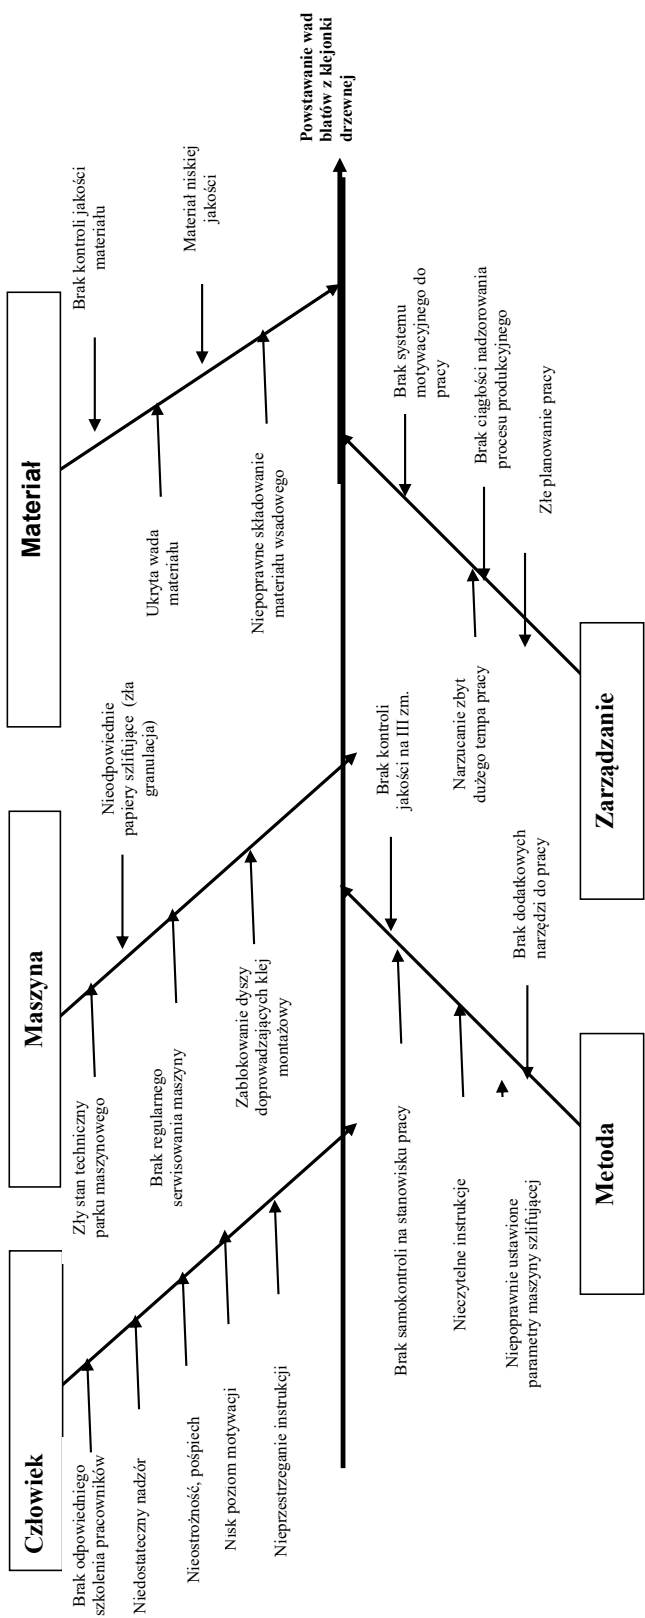 Człowiek
Maszyna
Materiał
Brak odpowiedniego
szkolenia pracowników
Niedostateczny nadzór
Nieostrożność, pośpiech
Nisk poziom motywacji
Nieprzestrzeganie instrukcji
Zły stan techniczny
parku maszynowego
Brak regularnego
serwisowania maszyny
Zablokowanie dyszy
doprowadzających klej
montażowy
Nieodpowiednie
papiery szlifujące (zła
granulacja)
Ukryta wada
materiału
Niepoprawne składowanie
materiału wsadowego
Brak kontroli jakości
materiału
Materiał niskiej
jakości
Powstawanie wad
blatów z klejonki
drzewnej
Brak samokontroli na stanowisku pracy
Nieczytelne instrukcje
Niepoprawnie ustawione
parametry maszyny szlifującej
Brak kontroli
jakości na III zm.
Brak dodatkowych
narzędzi do pracy
Narzucanie zbyt
dużego tempa pracy
Brak systemu
motywacyjnego do
pracy
Brak ciągłości nadzorowania
procesu produkcyjnego
Złe planowanie pracy
Metoda
Zarządzanie